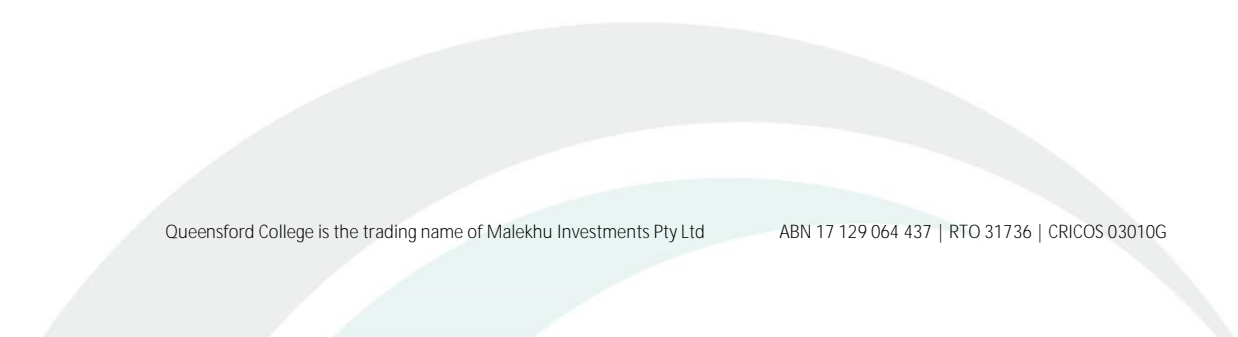 Queensford College is the trading name of Malekhu Investments Pty Ltd ABN 17 129 064 437 | RTO 31736 | CRICOS 03010G